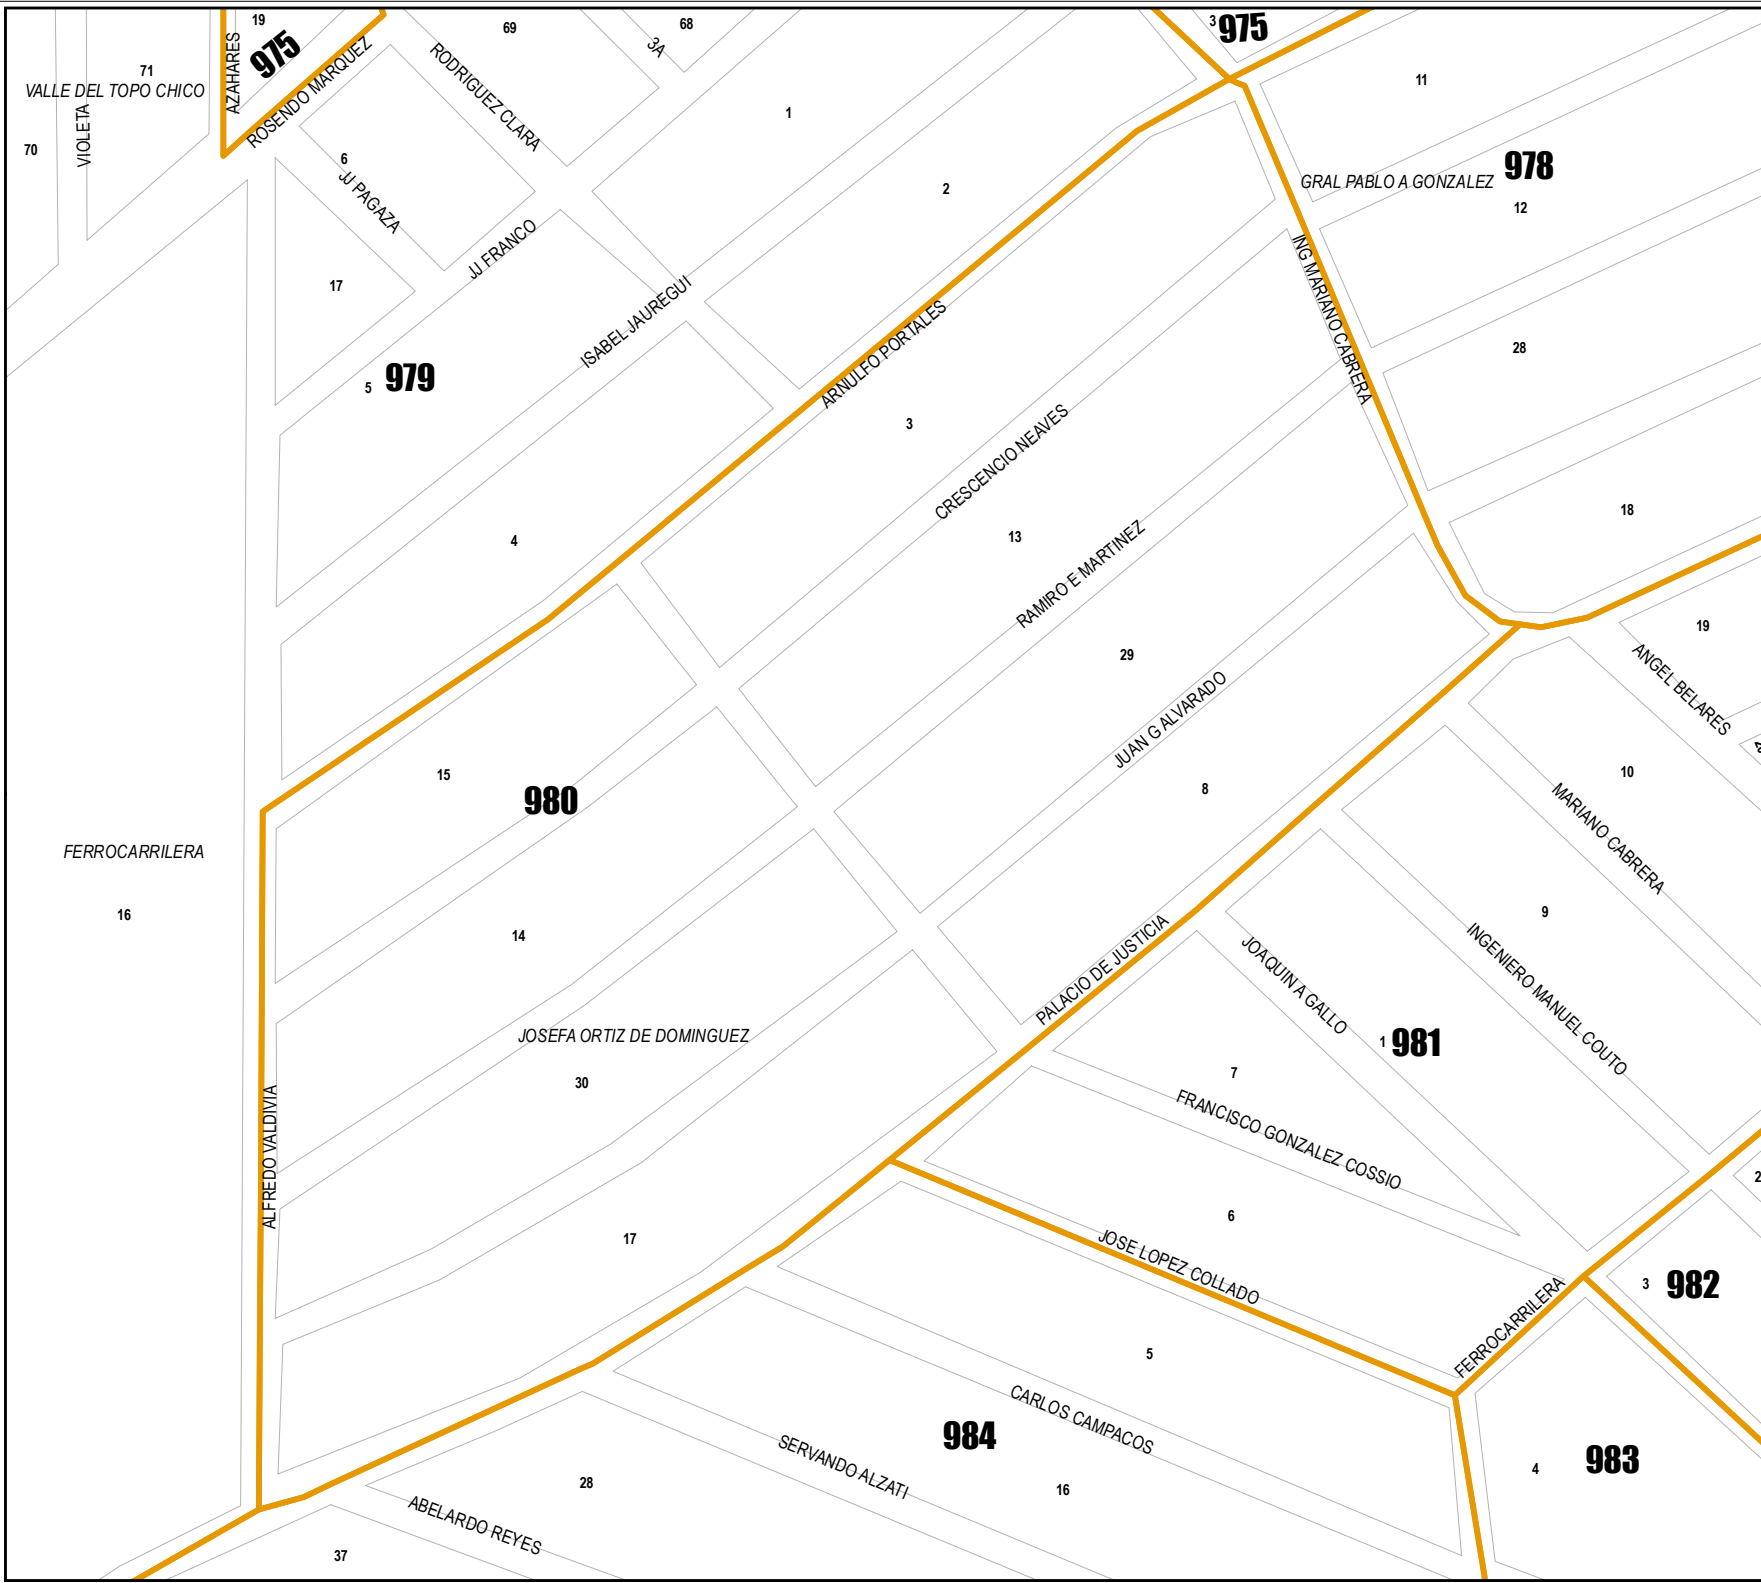 19
975
69
68
3A
3
975
71
VALLE DEL TOPO CHICO
AZAHARES
ROSENDO MARQUEZ
RODRIGUEZ CLARA
11
VIOLETA
70
1
6
JJ PAGAZA
978
GRAL PABLO A GONZALEZ
12
2
JJ FRANCO
17
ISABEL JAUREGUI
ING MARIANO CABRERA
ARNULFO PORTALES
28
5
979
3
CRESCENCIO NEAVES
4
13
18
RAMIRO E MARTINEZ
29
19
ANGEL BELARES
JUAN G ALVARADO
15
980
8
10
MARIANO CABRERA
FERROCARRILERA
16
14
PALACIO DE JUSTICIA
9
JOAQUIN A GALLO
INGENIERO MANUEL COUTO
JOSEFA ORTIZ DE DOMINGUEZ
1
981
30
7
FRANCISCO GONZALEZ COSSIO
ALFREDO VALDIVIA
2
6
17
JOSE LOPEZ COLLADO
FERROCARRILERA
3
982
5
CARLOS CAMPACOS
984
SERVANDO ALZATI
983
4
28
16
ABELARDO REYES
37